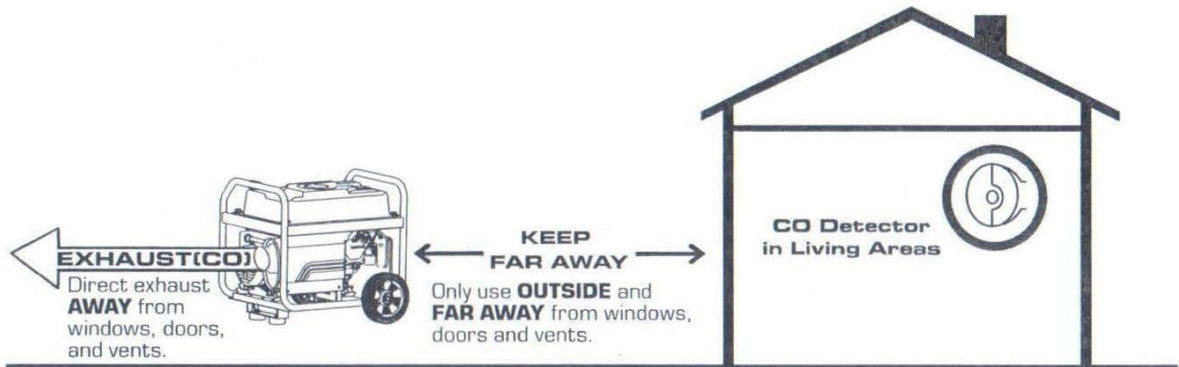 EXHAUST(CO)
Direct exhaust
AWAY from
windows, doors,
and vents.
KEEP
FAR AWAY
Only use OUTSIDE and
FAR AWAY from windows,
doors and vents.
CO Detector
in Living Areas